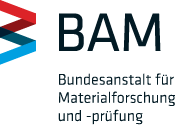 BAM
Bundesanstalt für
Materialforschung
und -prüfung